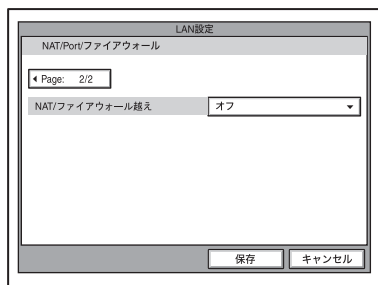 LAN設定
NAT/Port/ファイアウォール
Page: 2/2
NAT/ファイアウォール越え オフ
保存 キャンセル